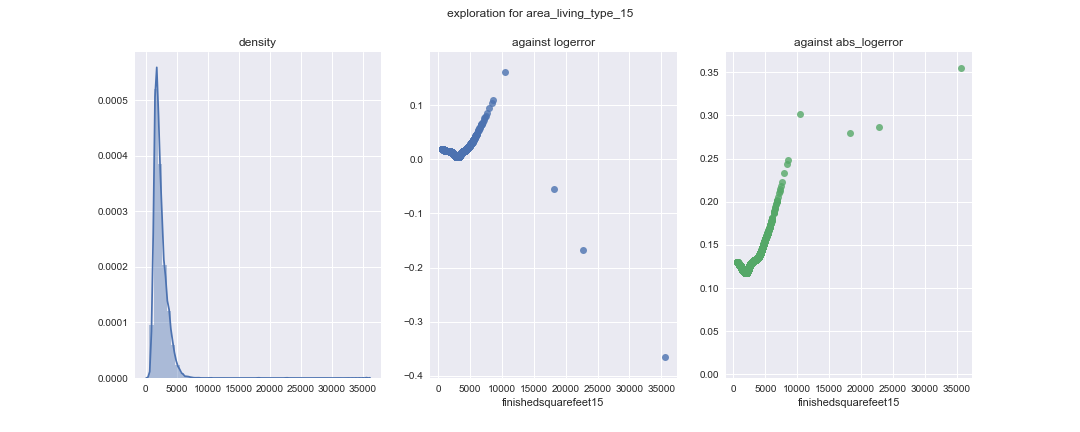 exploration for area_living_type_15
density
0.0005
0.0004
0.0003
0.0002
0.0001
0.0000
0 5000 10000 15000 20000 25000 30000 35000
against logerror
0.1
0.0
−0.1
−0.2
−0.3
−0.4
0 5000 10000 15000 20000 25000 30000 35000
finishedsquarefeet15
against abs_logerror
0.35
0.30
0.25
0.20
0.15
0.10
0.05
0.00
0 5000 10000 15000 20000 25000 30000 35000
finishedsquarefeet15